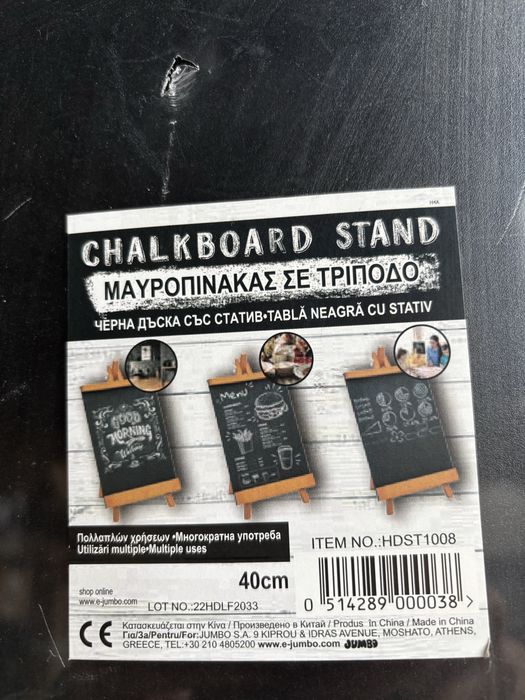 H4A
CHALKBOARD STAND
ΜΑΥΡΟΠΙΝΑΚΑΣ ΣΕ ΤΡΙΠΟΔΟ
ЧЕРНА ДЪСКА СЪС СТАТИВ•TABLĂ NEAGRĂ CU STATIV
GOOD
MORNING
Welcome
Menu
Πολλαπλών χρήσεων •Многократна употреба
Utilizări multiple•Multiple uses
ITEM NO.:HDST1008
40cm
shop online
www.e-jumbo.com
LOT NO.:22HDLF2033
0 514289 000038 >
CE Κατασκευάζεται στην Κίνα / Произведено в Китай / Produs în China / Made in China
Για/За/Pentru/For:JUMBO S.A. 9 KIPROU & IDRAS AVENUE, MOSHATO, ATHENS,
GREECE, TEL:+30 210 4805200 www.e-jumbo.com JUMBO